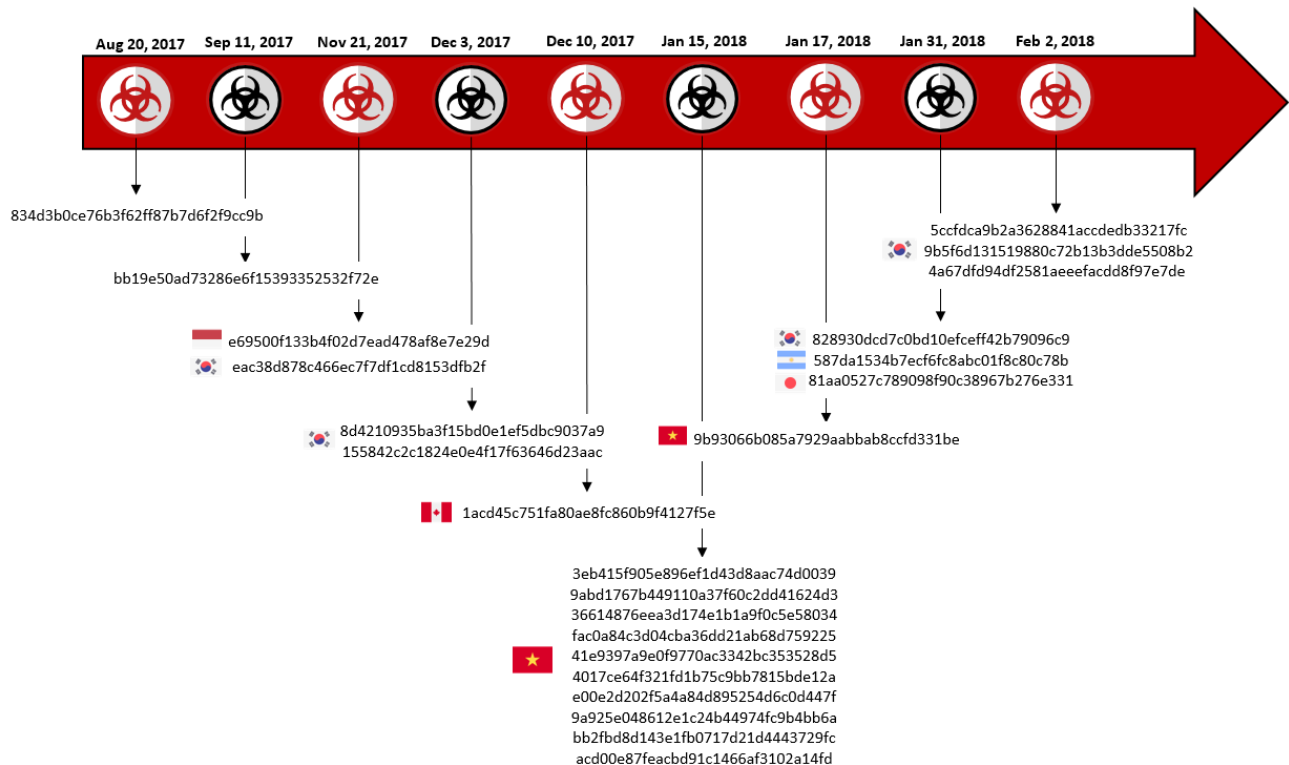 Aug 20, 2017
Sep 11, 2017
Nov 21, 2017
Dec 3, 2017
Dec 10, 2017
Jan 15, 2018
Jan 17, 2018
Jan 31, 2018
Feb 2, 2018
834d3b0ce76b3f62ff87b7d6f2f9cc9b
bb19e50ad73286e6f15393352532f72e
e69500f133b4f02d7ead478af8e7e29d
eac38d878c466ec7f7df1cd8153dfb2f
8d4210935ba3f15bd0e1ef5dbc9037a9
155842c2c1824e0e4f17f63646d23aac
1acd45c751fa80ae8fc860b9f4127f5e
3eb415f905e896ef1d43d8aac74d0039
9abd1767b449110a37f60c2dd41624d3
36614876eea3d174e1b1a9f0c5e58034
fac0a84c3d04cba36dd21ab68d759225
41e9397a9e0f9770ac3342bc353528d5
4017ce64f321fd1b75c9bb7815bde12a
e00e2d202f5a4a84d895254d6c0d447f
9a925e048612e1c24b44974fc9b4bb6a
bb2fbd8d143e1fb0717d21d4443729fc
acd00e87feacbd91c1466af3102a14fd
9b93066b085a7929aabbab8ccfd331be
828930dcd7c0bd10efceff42b79096c9
587da1534b7ecf6fc8abc01f8c80c78b
81aa0527c789098f90c38967b276e331
5ccfdca9b2a3628841accdedb33217fc
9b5f6d131519880c72b13b3dde5508b2
4a67dfd94df2581aeeefacdd8f97e7de